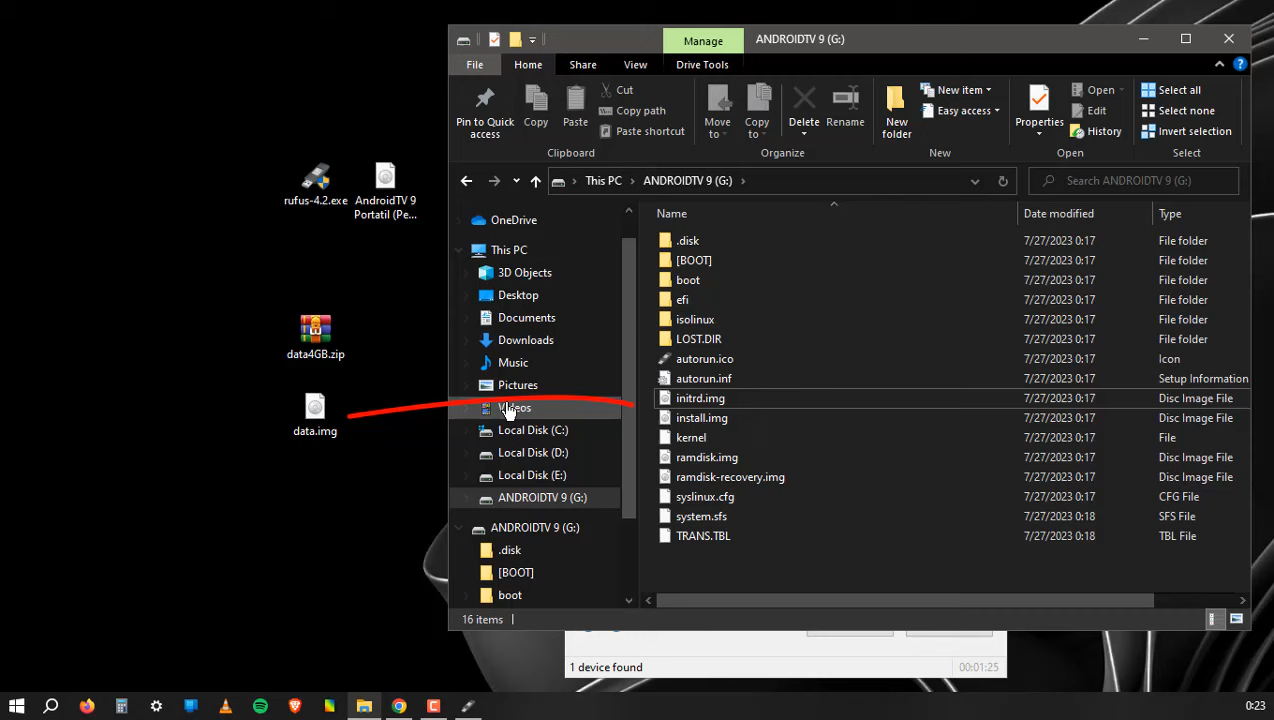 Manage
ANDROIDTV 9 (G:)
File
Home
Share
View
Drive Tools
Pin to Quick
access
Copy
Paste
Cut
Copy path
Paste shortcut
Clipboard
Move
to
Copy
to
Delete
Rename
Organize
New
folder
New item
Easy access
New
Properties
Open
Edit
History
Open
Select all
Select none
Invert selection
Select
This PC
ANDROIDTV 9 (G:)
Search ANDROIDTV 9 (G:)
rufus-4.2.exe
AndroidTV 9
Portatil (Pe...
data4GB.zip
data.img
OneDrive
This PC
3D Objects
Desktop
Documents
Downloads
Music
Pictures
Videos
Local Disk (C:)
Local Disk (D:)
Local Disk (E:)
ANDROIDTV 9 (G:)
ANDROIDTV 9 (G:)
.disk
[BOOT]
boot
Name
Date modified
Type
.disk
7/27/2023 0:17
File folder
[BOOT]
7/27/2023 0:17
File folder
boot
7/27/2023 0:17
File folder
efi
7/27/2023 0:17
File folder
isolinux
7/27/2023 0:17
File folder
LOST.DIR
7/27/2023 0:17
File folder
autorun.ico
7/27/2023 0:17
Icon
autorun.inf
7/27/2023 0:17
Setup Information
initrd.img
7/27/2023 0:17
Disc Image File
install.img
7/27/2023 0:17
Disc Image File
kernel
7/27/2023 0:17
File
ramdisk.img
7/27/2023 0:17
Disc Image File
ramdisk-recovery.img
7/27/2023 0:17
Disc Image File
syslinux.cfg
7/27/2023 0:17
CFG File
system.sfs
7/27/2023 0:18
SFS File
TRANS.TBL
7/27/2023 0:18
TBL File
16 items
1 device found
00:01:25
0:23